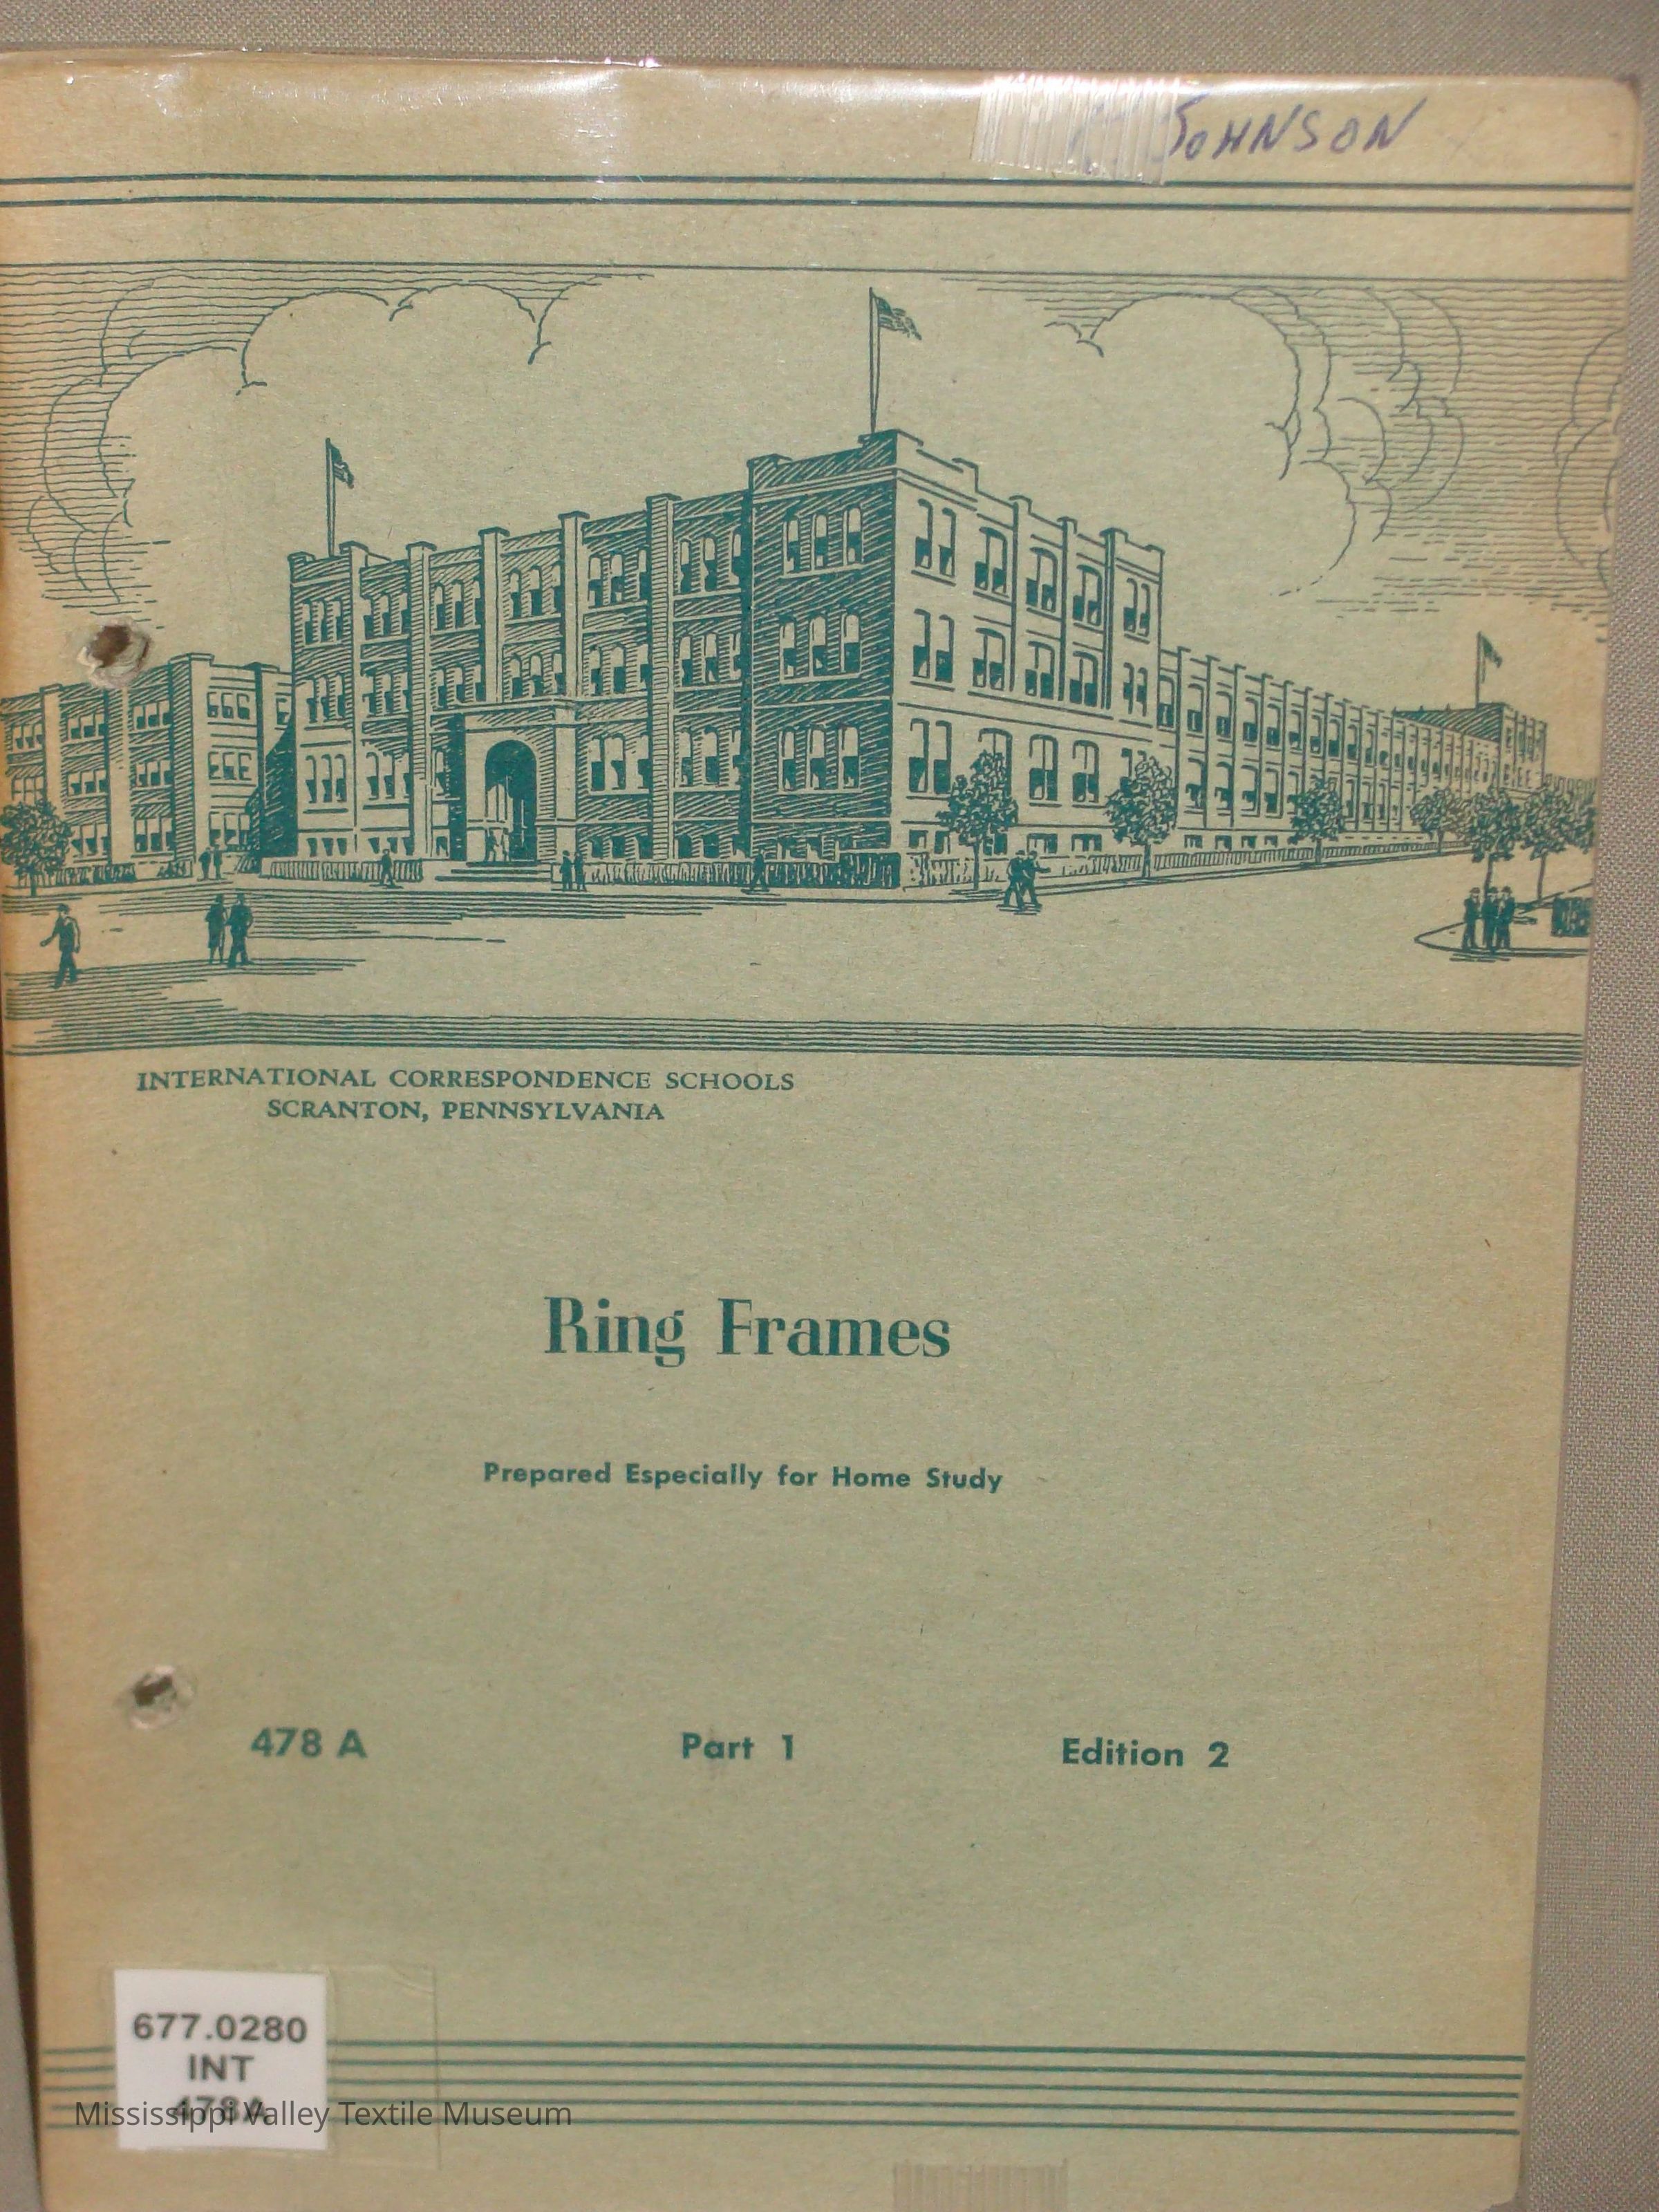 JOHNSON
INTERNATIONAL CORRESPONDENCE SCHOOLS
SCRANTON, PENNSYLVANIA
Ring Frames
Prepared Especially for Home Study
478 A Part 1 Edition 2
677.0280
INT
478A
Mississippi Valley Textile Museum